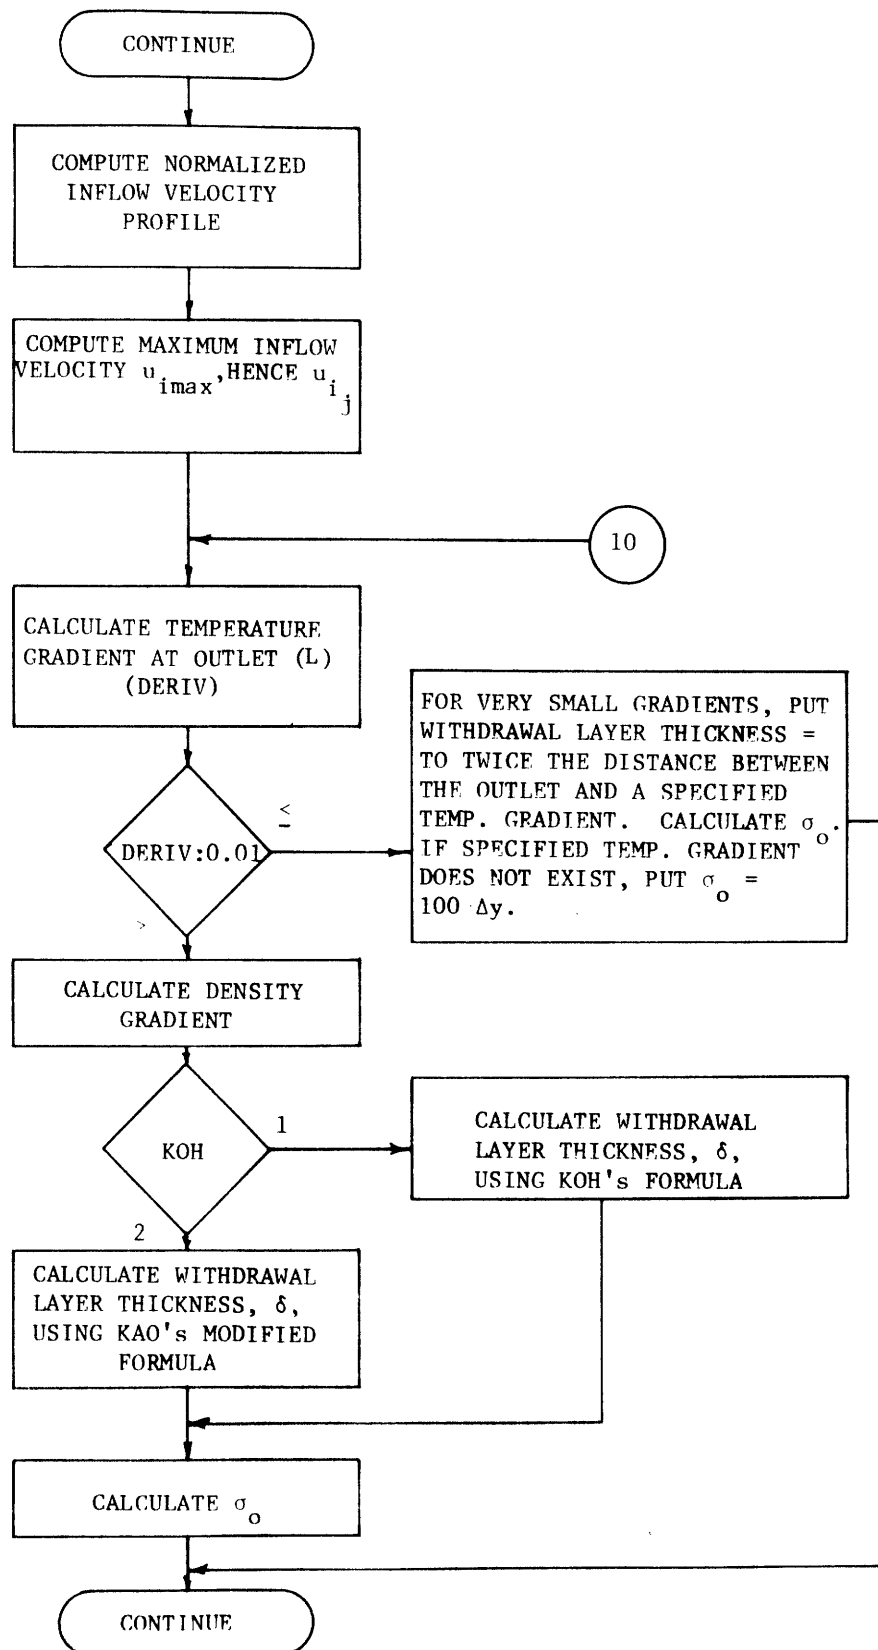 CONTINUE
COMPUTE NORMALIZED
INFLOW VELOCITY
PROFILE
COMPUTE MAXIMUM INFLOW
VELOCITY u_imax, HENCE u_i_j
10
CALCULATE TEMPERATURE
GRADIENT AT OUTLET (L)
(DERIV)
DERIV:0.01
≤
>
FOR VERY SMALL GRADIENTS, PUT
WITHDRAWAL LAYER THICKNESS =
TO TWICE THE DISTANCE BETWEEN
THE OUTLET AND A SPECIFIED
TEMP. GRADIENT. CALCULATE σ_o.
IF SPECIFIED TEMP. GRADIENT
DOES NOT EXIST, PUT σ_o =
100 Δy.
CALCULATE DENSITY
GRADIENT
KOH
1
2
CALCULATE WITHDRAWAL
LAYER THICKNESS, δ,
USING KOH's FORMULA
CALCULATE WITHDRAWAL
LAYER THICKNESS, δ,
USING KAO's MODIFIED
FORMULA
CALCULATE σ_o
CONTINUE